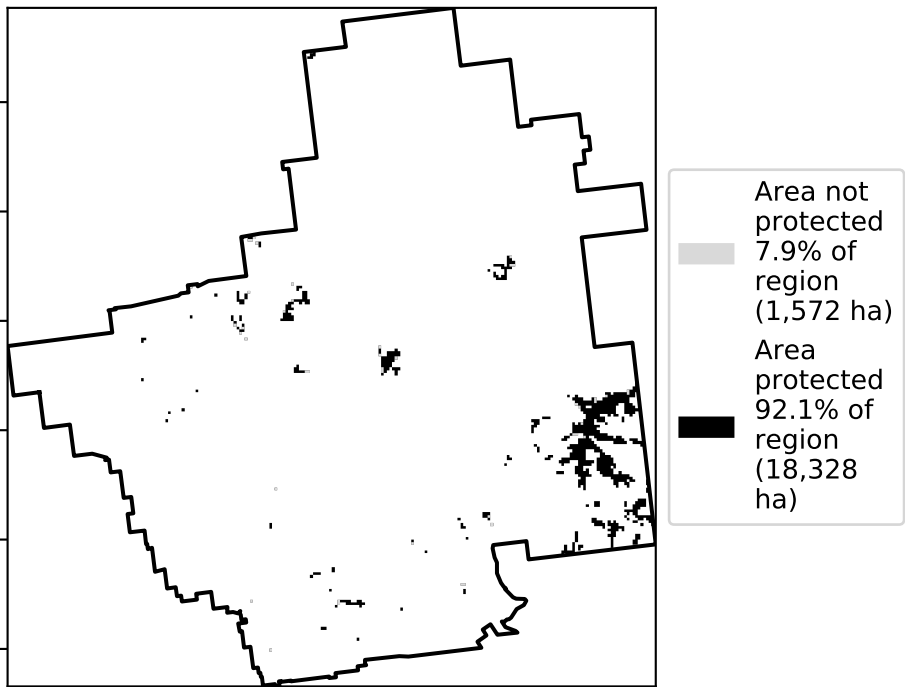 Area not
protected
7.9% of
region
(1,572 ha)
Area
protected
92.1% of
region
(18,328
ha)